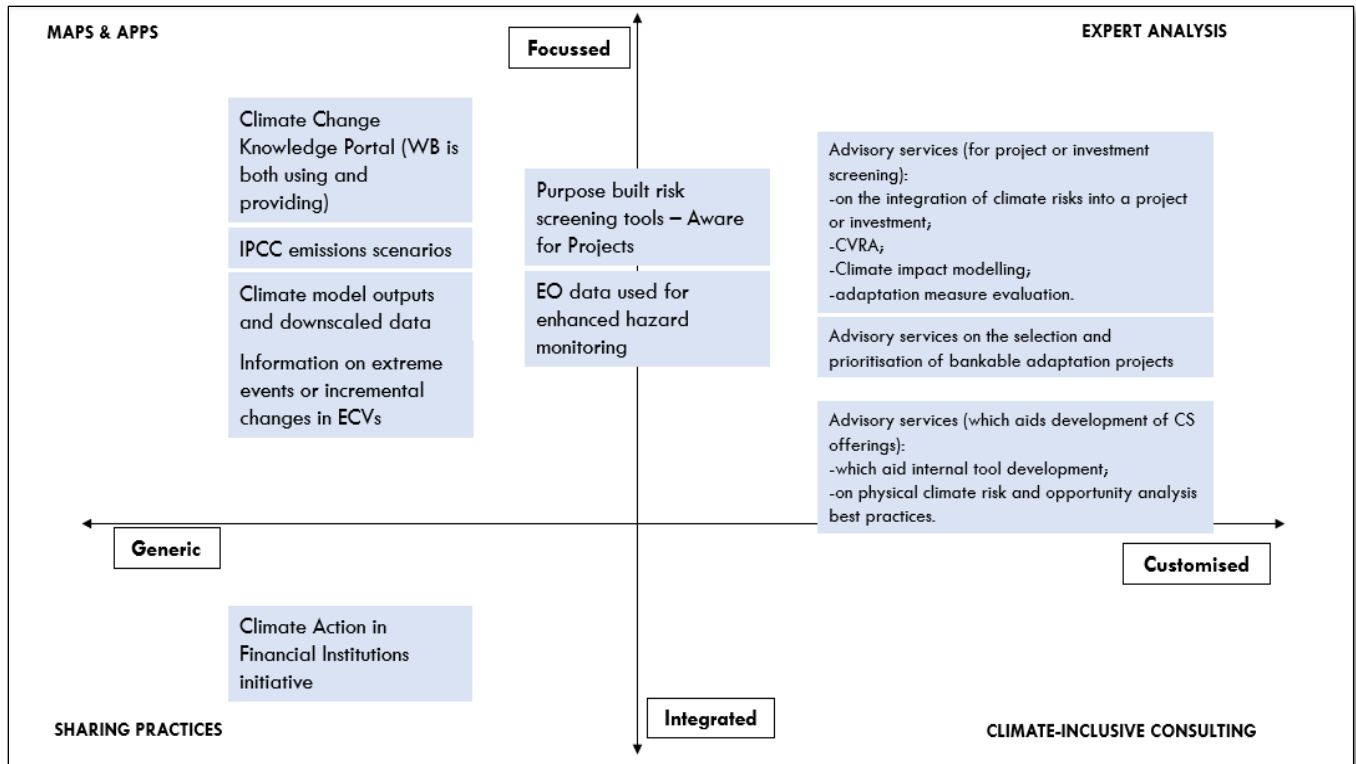 MAPS & APPS
Focussed
EXPERT ANALYSIS
Climate Change
Knowledge Portal (WB is
both using and
providing)
IPCC emissions scenarios
Climate model outputs
and downscaled data
Information on extreme
events or incremental
changes in ECVs
Purpose built risk
screening tools – Aware
for Projects
EO data used for
enhanced hazard
monitoring
Advisory services (for project or investment
screening):
-on the integration of climate risks into a project
or investment;
-CVRA;
-Climate impact modelling;
-adaptation measure evaluation.
Advisory services on the selection and
prioritisation of bankable adaptation projects
Advisory services (which aids development of CS
offerings):
-which aid internal tool development;
-on physical climate risk and opportunity analysis
best practices.
Generic
Customised
Climate Action in
Financial Institutions
initiative
Integrated
SHARING PRACTICES
CLIMATE-INCLUSIVE CONSULTING